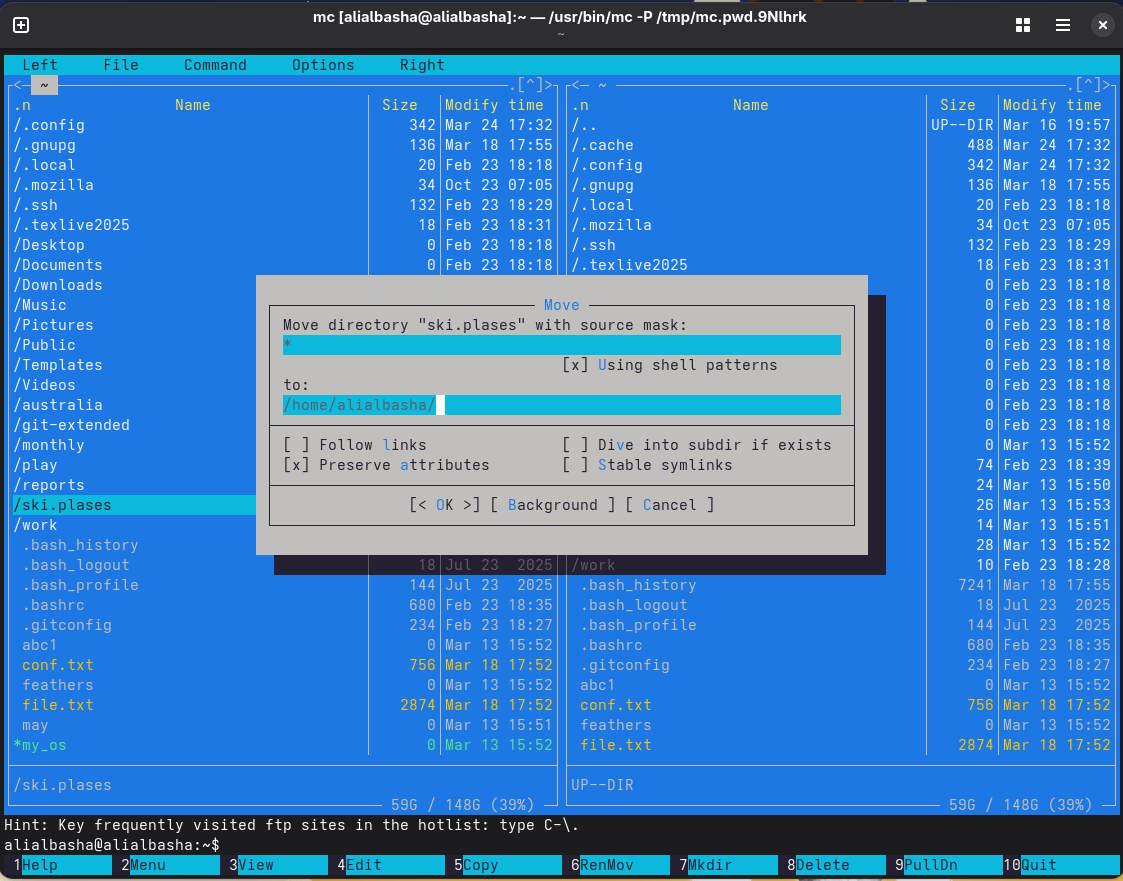 mc [alialbasha@alialbasha]:~ — /usr/bin/mc -P /tmp/mc.pwd.9Nlhrk
~
Left File Command Options Right
<─ ~ .[^]> <─ ~ .[^]>
.n Name Size Modify time .n Name Size Modify time
/.config 342 Mar 24 17:32 /.. UP--DIR Mar 16 19:57
/.gnupg 136 Mar 18 17:55 /.cache 488 Mar 24 17:32
/.local 20 Feb 23 18:18 /.config 342 Mar 24 17:32
/.mozilla 34 Oct 23 07:05 /.gnupg 136 Mar 18 17:55
/.ssh 132 Feb 23 18:29 /.local 20 Feb 23 18:18
/.texlive2025 18 Feb 23 18:31 /.mozilla 34 Oct 23 07:05
/Desktop 0 Feb 23 18:18 /.ssh 132 Feb 23 18:29
/Documents 0 Feb 23 18:18 /.texlive2025 18 Feb 23 18:31
/Downloads 0 Feb 23 18:18
/Music Move 0 Feb 23 18:18
/Pictures Move directory "ski.plases" with source mask: 0 Feb 23 18:18
/Public * 0 Feb 23 18:18
/Templates [x] Using shell patterns 0 Feb 23 18:18
/Videos to: 0 Feb 23 18:18
/australia /home/alialbasha/ 0 Feb 23 18:18
/git-extended 0 Feb 23 18:18
/monthly [ ] Follow links [ ] Dive into subdir if exists 0 Mar 13 15:52
/play [x] Preserve attributes [ ] Stable symlinks 74 Feb 23 18:39
/reports 24 Mar 13 15:50
/ski.plases [< OK >] [ Background ] [ Cancel ] 26 Mar 13 15:53
/work 14 Mar 13 15:51
.bash_history 28 Mar 13 15:52
.bash_logout 18 Jul 23 2025 /work 10 Feb 23 18:28
.bash_profile 144 Jul 23 2025 .bash_history 7241 Mar 18 17:55
.bashrc 680 Feb 23 18:35 .bash_logout 18 Jul 23 2025
.gitconfig 234 Feb 23 18:27 .bash_profile 144 Jul 23 2025
abc1 0 Mar 13 15:52 .bashrc 680 Feb 23 18:35
conf.txt 756 Mar 18 17:52 .gitconfig 234 Feb 23 18:27
feathers 0 Mar 13 15:52 abc1 0 Mar 13 15:52
file.txt 2874 Mar 18 17:52 conf.txt 756 Mar 18 17:52
may 0 Mar 13 15:51 feathers 0 Mar 13 15:52
*my_os 0 Mar 13 15:52 file.txt 2874 Mar 18 17:52
/ski.plases UP--DIR
59G / 148G (39%) 59G / 148G (39%)
Hint: Key frequently visited ftp sites in the hotlist: type C-\.
alialbasha@alialbasha:~$
1Help 2Menu 3View 4Edit 5Copy 6RenMov 7Mkdir 8Delete 9PullDn 10Quit